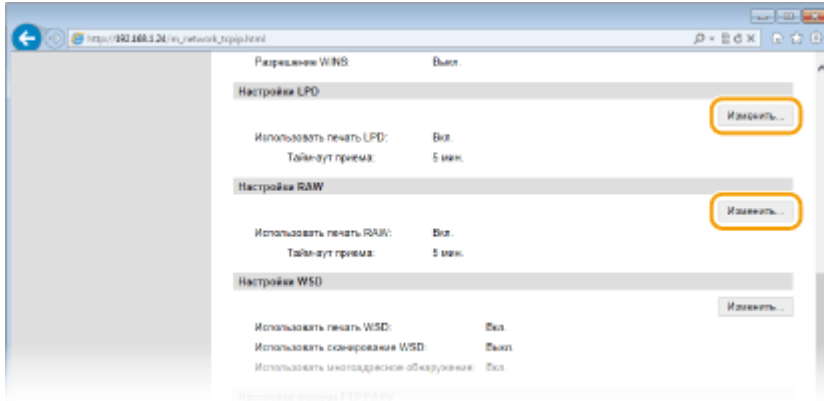 http://192.168.1.24/m_network_tcpip.html
Разрешение WINS: Выкл.
Настройки LPD
Изменить...
Использовать печать LPD: Вкл.
Тайм-аут приема: 5 мин.
Настройки RAW
Изменить...
Использовать печать RAW: Вкл.
Тайм-аут приема: 5 мин.
Настройки WSD
Изменить...
Использовать печать WSD: Вкл.
Использовать сканирование WSD: Выкл.
Использовать многоадресное обнаружение: Вкл.